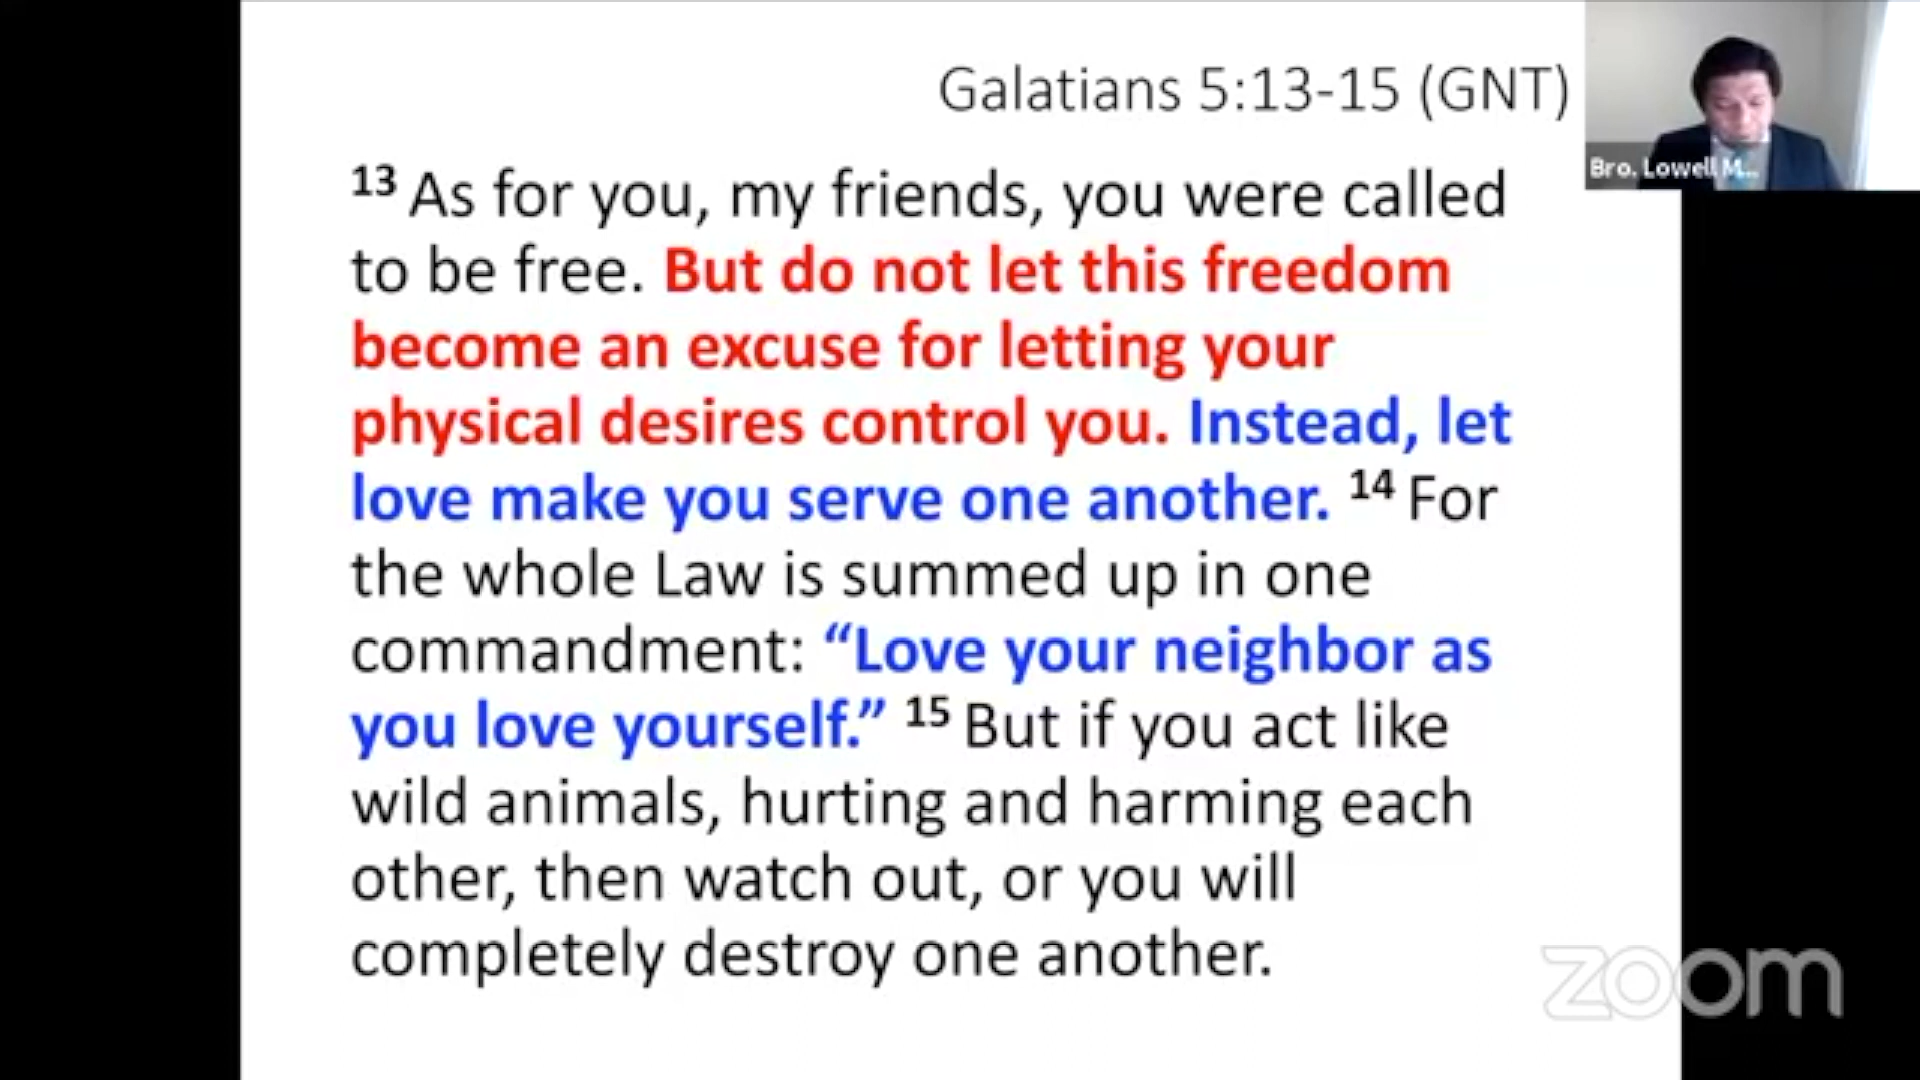 Galatians 5:13-15 (GNT)
Bro. Lowell M...
13 As for you, my friends, you were called
to be free. But do not let this freedom
become an excuse for letting your
physical desires control you. Instead, let
love make you serve one another. 14 For
the whole Law is summed up in one
commandment: “Love your neighbor as
you love yourself.” 15 But if you act like
wild animals, hurting and harming each
other, then watch out, or you will
completely destroy one another.
zoom